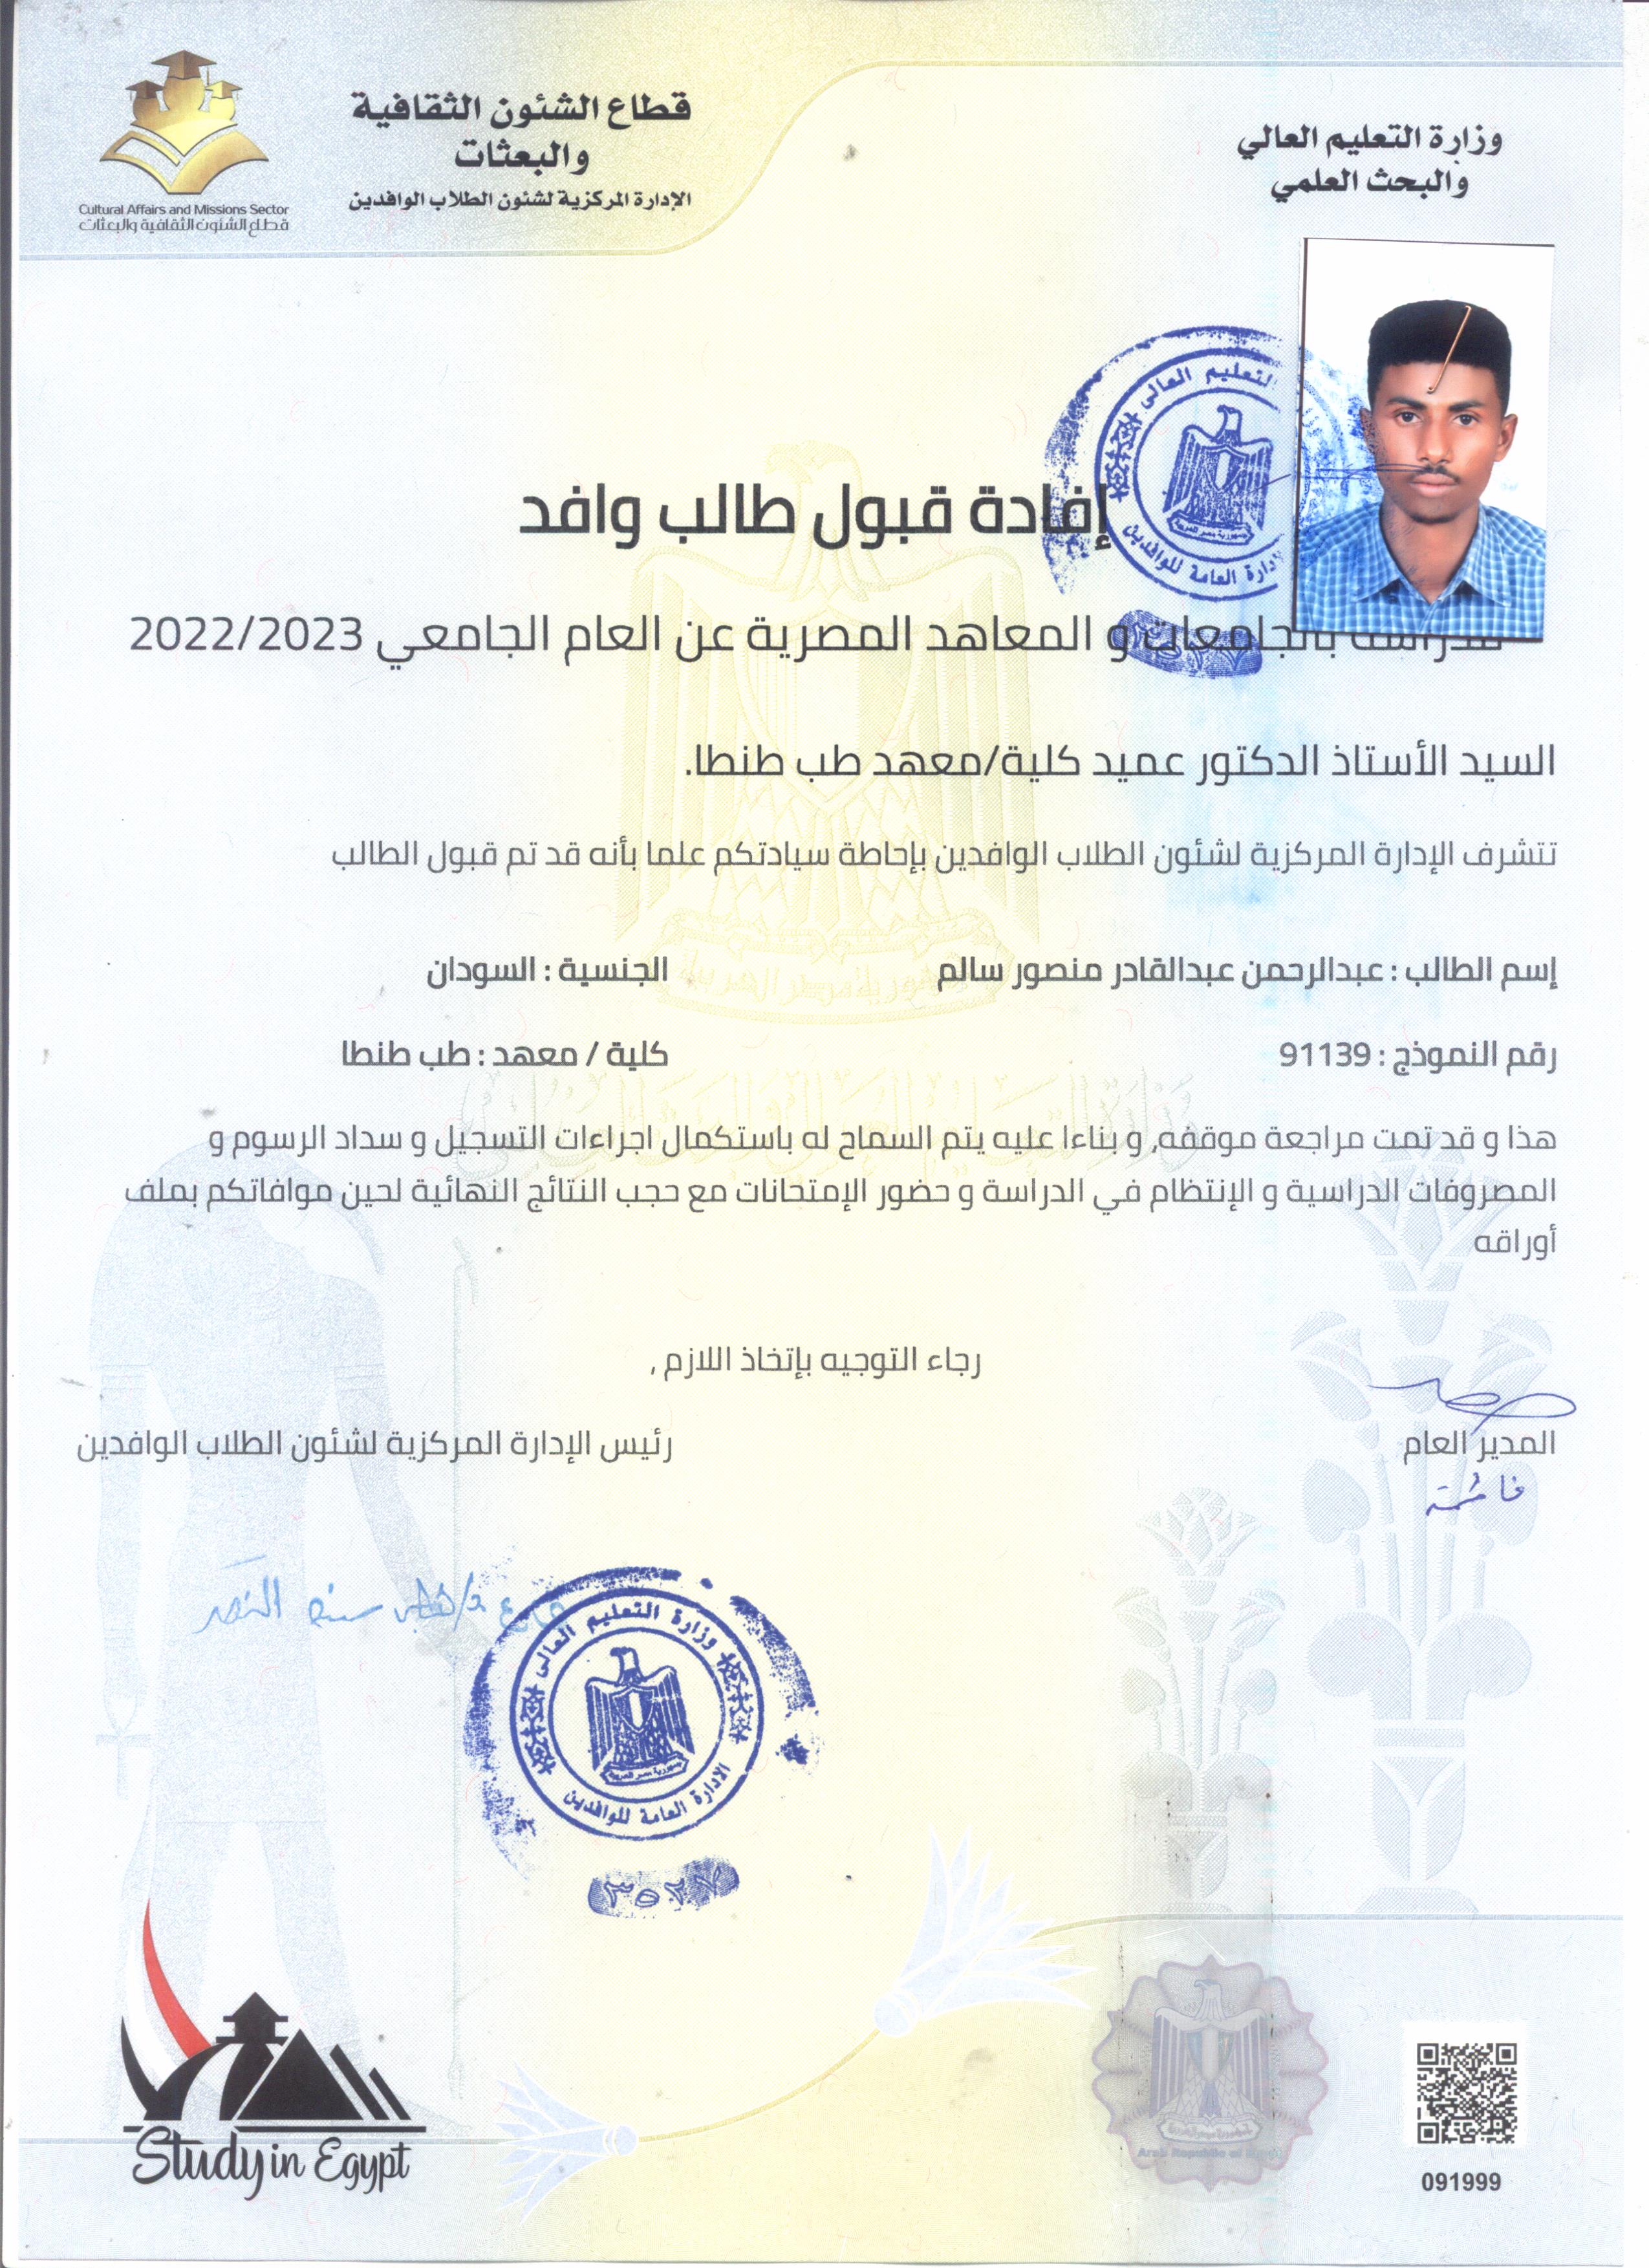 وزارة التعليم العالي
والبحث العلمي
قطاع الشئون الثقافية
والبعثات
الإدارة المركزية لشئون الطلاب الوافدين
Cultural Affairs and Missions Sector
قطاع الشئون الثقافية والبعثات
التعليم العالى
الادارة العامة للوافدين
إفادة قبول طالب وافد
بالجامعات و المعاهد المصرية عن العام الجامعي 2022/2023
السيد الأستاذ الدكتور عميد كلية/معهد طب طنطا.
تتشرف الإدارة المركزية لشئون الطلاب الوافدين بإحاطة سيادتكم علما بأنه قد تم قبول الطالب
إسم الطالب : عبدالرحمن عبدالقادر منصور سالم
الجنسية : السودان
رقم النموذج : 91139
كلية / معهد : طب طنطا
هذا و قد تمت مراجعة موقفه, و بناءا عليه يتم السماح له باستكمال اجراءات التسجيل و سداد الرسوم و
المصروفات الدراسية و الإنتظام في الدراسة و حضور الإمتحانات مع حجب النتائج النهائية لحين موافاتكم بملف
أوراقه
رجاء التوجيه بإتخاذ اللازم ,
المدير العام
رئيس الإدارة المركزية لشئون الطلاب الوافدين
وزارة التعليم العالى
جمهورية مصر العربية
الادارة العامة للوافدين
٣٥٢٧
Study in Egypt
Arab Republic of Egypt
091999